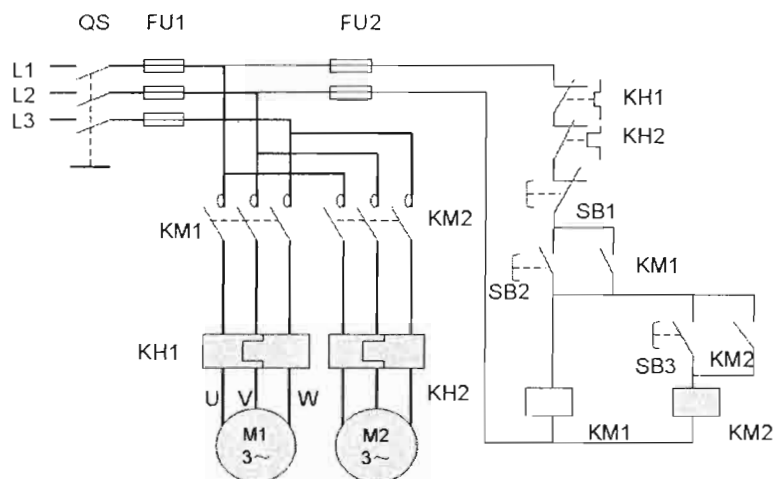 QS FU1 FU2
L1
L2
L3
KH1
KH2
SB1
KM1 KM2
SB2 KM1
SB3 KM2
KH1
KH2
U V W
M1
3~
M2
3~
KM1 KM2